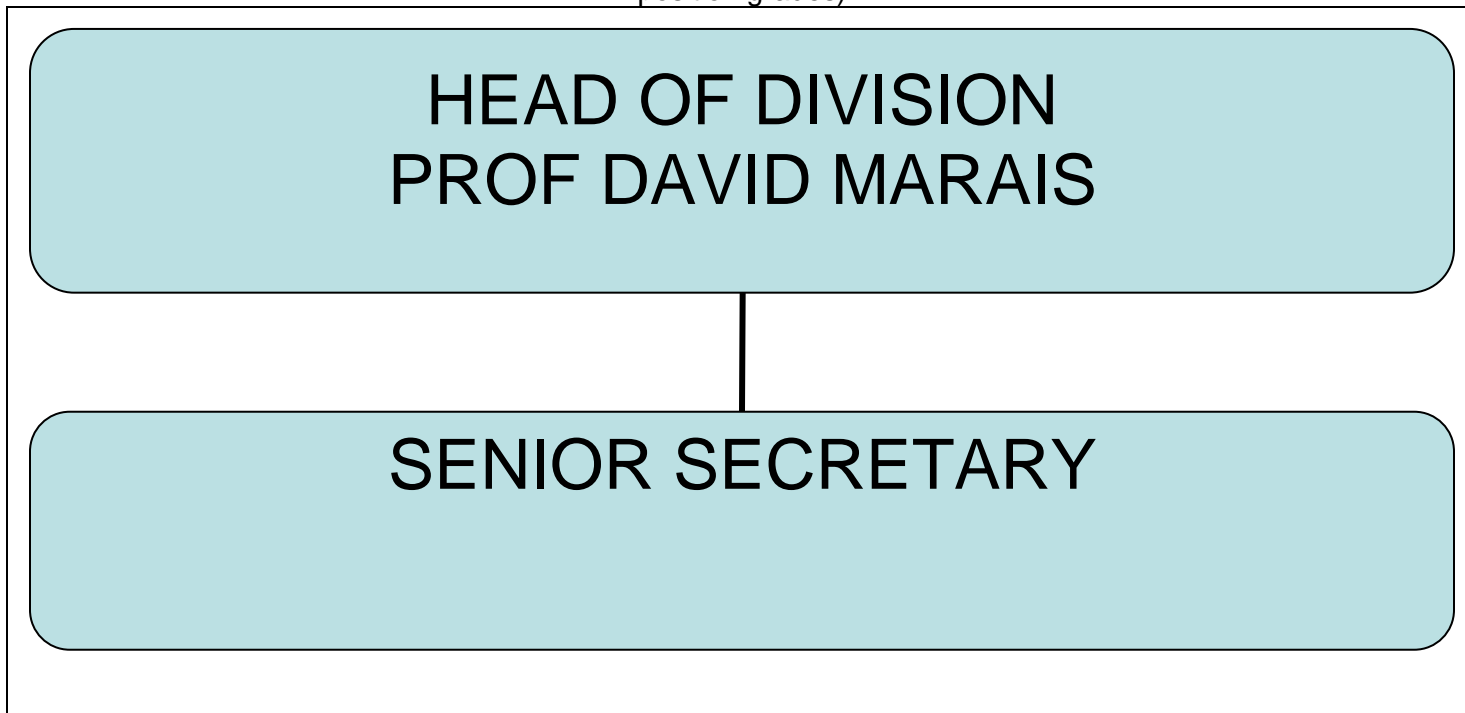 HEAD OF DIVISION
PROF DAVID MARAIS
SENIOR SECRETARY